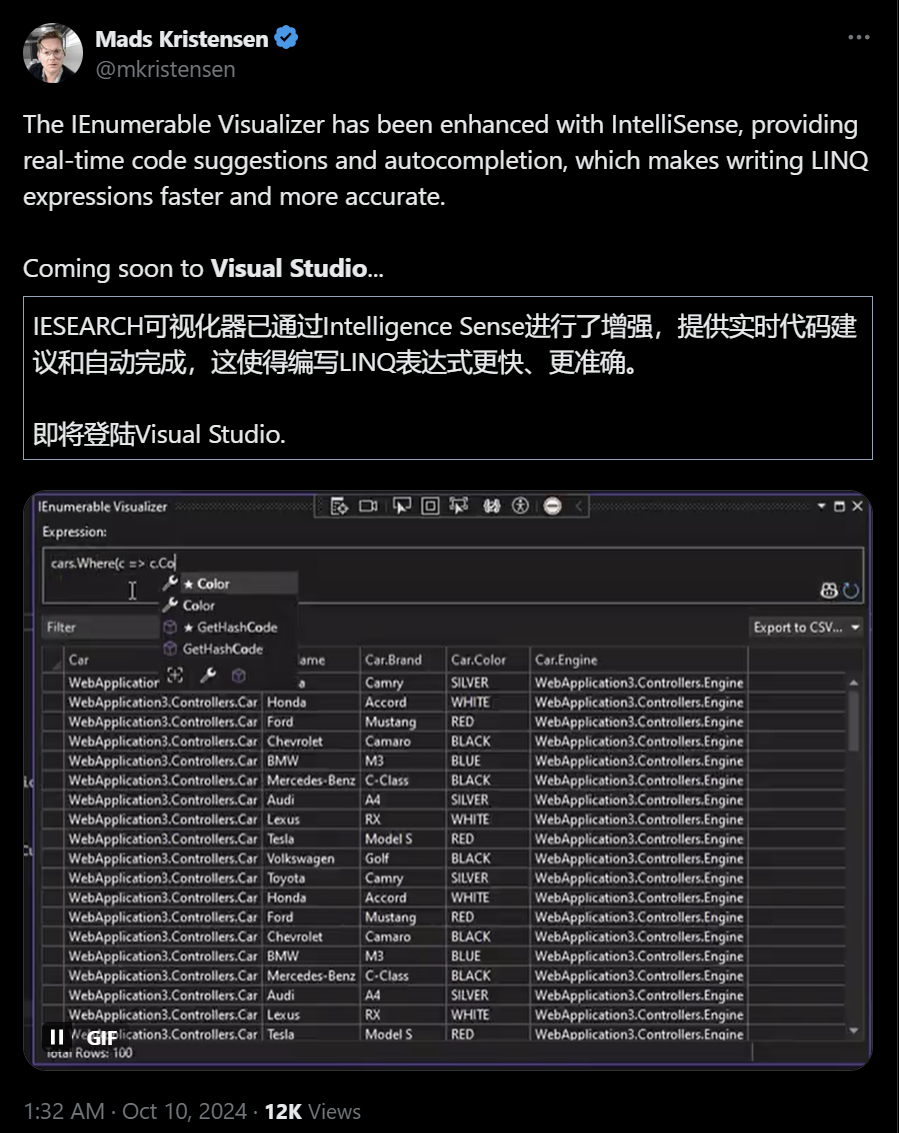 Mads Kristensen
@mkristensen
The IEnumerable Visualizer has been enhanced with IntelliSense, providing
real-time code suggestions and autocompletion, which makes writing LINQ
expressions faster and more accurate.
Coming soon to Visual Studio...
IESEARCH可视化器已通过Intelligence Sense进行了增强，提供实时代码建
议和自动完成，这使得编写LINQ表达式更快、更准确。
即将登陆Visual Studio.
IEnumerable Visualizer
Expression:
cars.Where(c => c.Co
★ Color
Color
★ GetHashCode
GetHashCode
Filter
Export to CSV...
Car Car.Brand Car.Color Car.Engine
WebApplication Camry SILVER WebApplication3.Controllers.Engine
WebApplication3.Controllers.Car Honda Accord WHITE WebApplication3.Controllers.Engine
WebApplication3.Controllers.Car Ford Mustang RED WebApplication3.Controllers.Engine
WebApplication3.Controllers.Car Chevrolet Camaro BLACK WebApplication3.Controllers.Engine
WebApplication3.Controllers.Car BMW M3 BLUE WebApplication3.Controllers.Engine
WebApplication3.Controllers.Car Mercedes-Benz C-Class BLACK WebApplication3.Controllers.Engine
WebApplication3.Controllers.Car Audi A4 SILVER WebApplication3.Controllers.Engine
WebApplication3.Controllers.Car Lexus RX WHITE WebApplication3.Controllers.Engine
WebApplication3.Controllers.Car Tesla Model S RED WebApplication3.Controllers.Engine
WebApplication3.Controllers.Car Volkswagen Golf BLACK WebApplication3.Controllers.Engine
WebApplication3.Controllers.Car Toyota Camry SILVER WebApplication3.Controllers.Engine
WebApplication3.Controllers.Car Honda Accord WHITE WebApplication3.Controllers.Engine
WebApplication3.Controllers.Car Ford Mustang RED WebApplication3.Controllers.Engine
WebApplication3.Controllers.Car Chevrolet Camaro BLACK WebApplication3.Controllers.Engine
WebApplication3.Controllers.Car BMW M3 BLUE WebApplication3.Controllers.Engine
WebApplication3.Controllers.Car Mercedes-Benz C-Class BLACK WebApplication3.Controllers.Engine
WebApplication3.Controllers.Car Audi A4 SILVER WebApplication3.Controllers.Engine
WebApplication3.Controllers.Car Lexus RX WHITE WebApplication3.Controllers.Engine
GIF lication3.Controllers.Car Tesla Model S RED WebApplication3.Controllers.Engine
Total Rows: 100
1:32 AM · Oct 10, 2024 · 12K Views